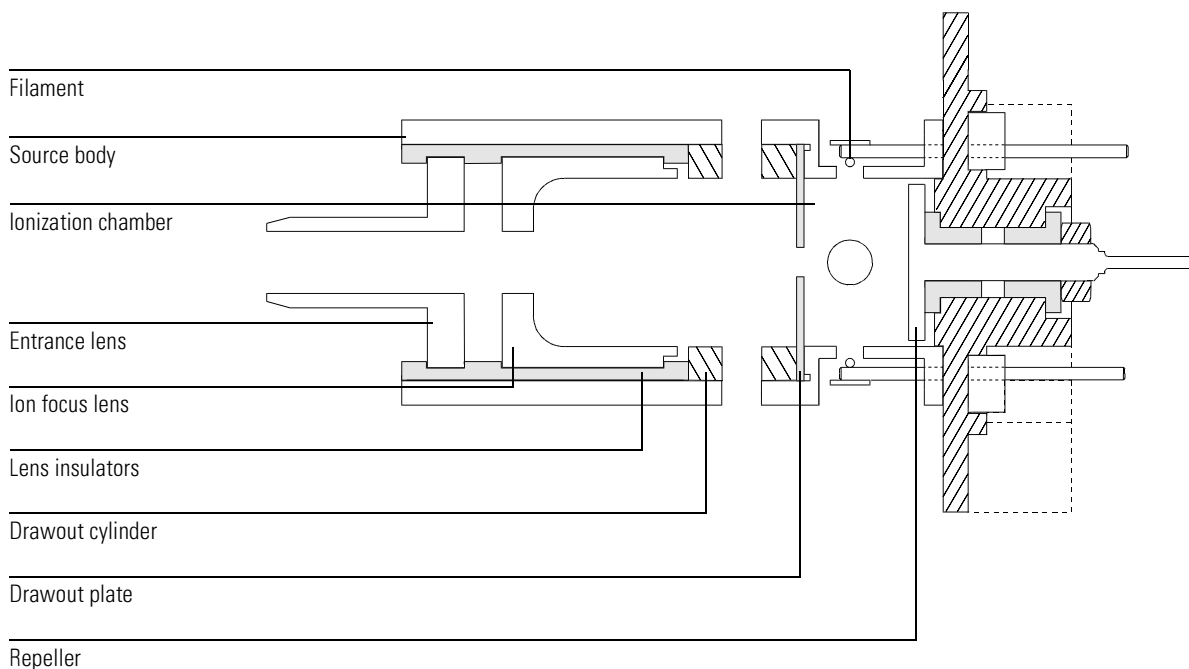 Filament
Source body
Ionization chamber
Entrance lens
Ion focus lens
Lens insulators
Drawout cylinder
Drawout plate
Repeller